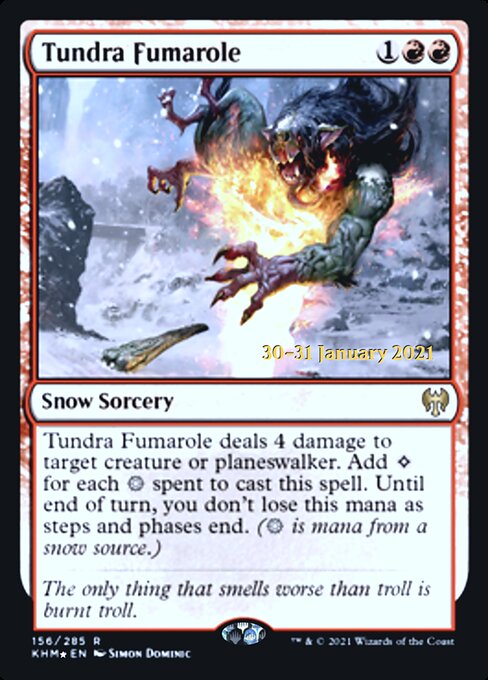 Tundra Fumarole 1
30-31 January 2021
Snow Sorcery
Tundra Fumarole deals 4 damage to
target creature or planeswalker. Add
for each spent to cast this spell. Until
end of turn, you don't lose this mana as
steps and phases end. ( is mana from a
snow source.)
The only thing that smells worse than troll is
burnt troll.
156/285 R
KHM★EN Simon Dominic
™ & © 2021 Wizards of the Coast